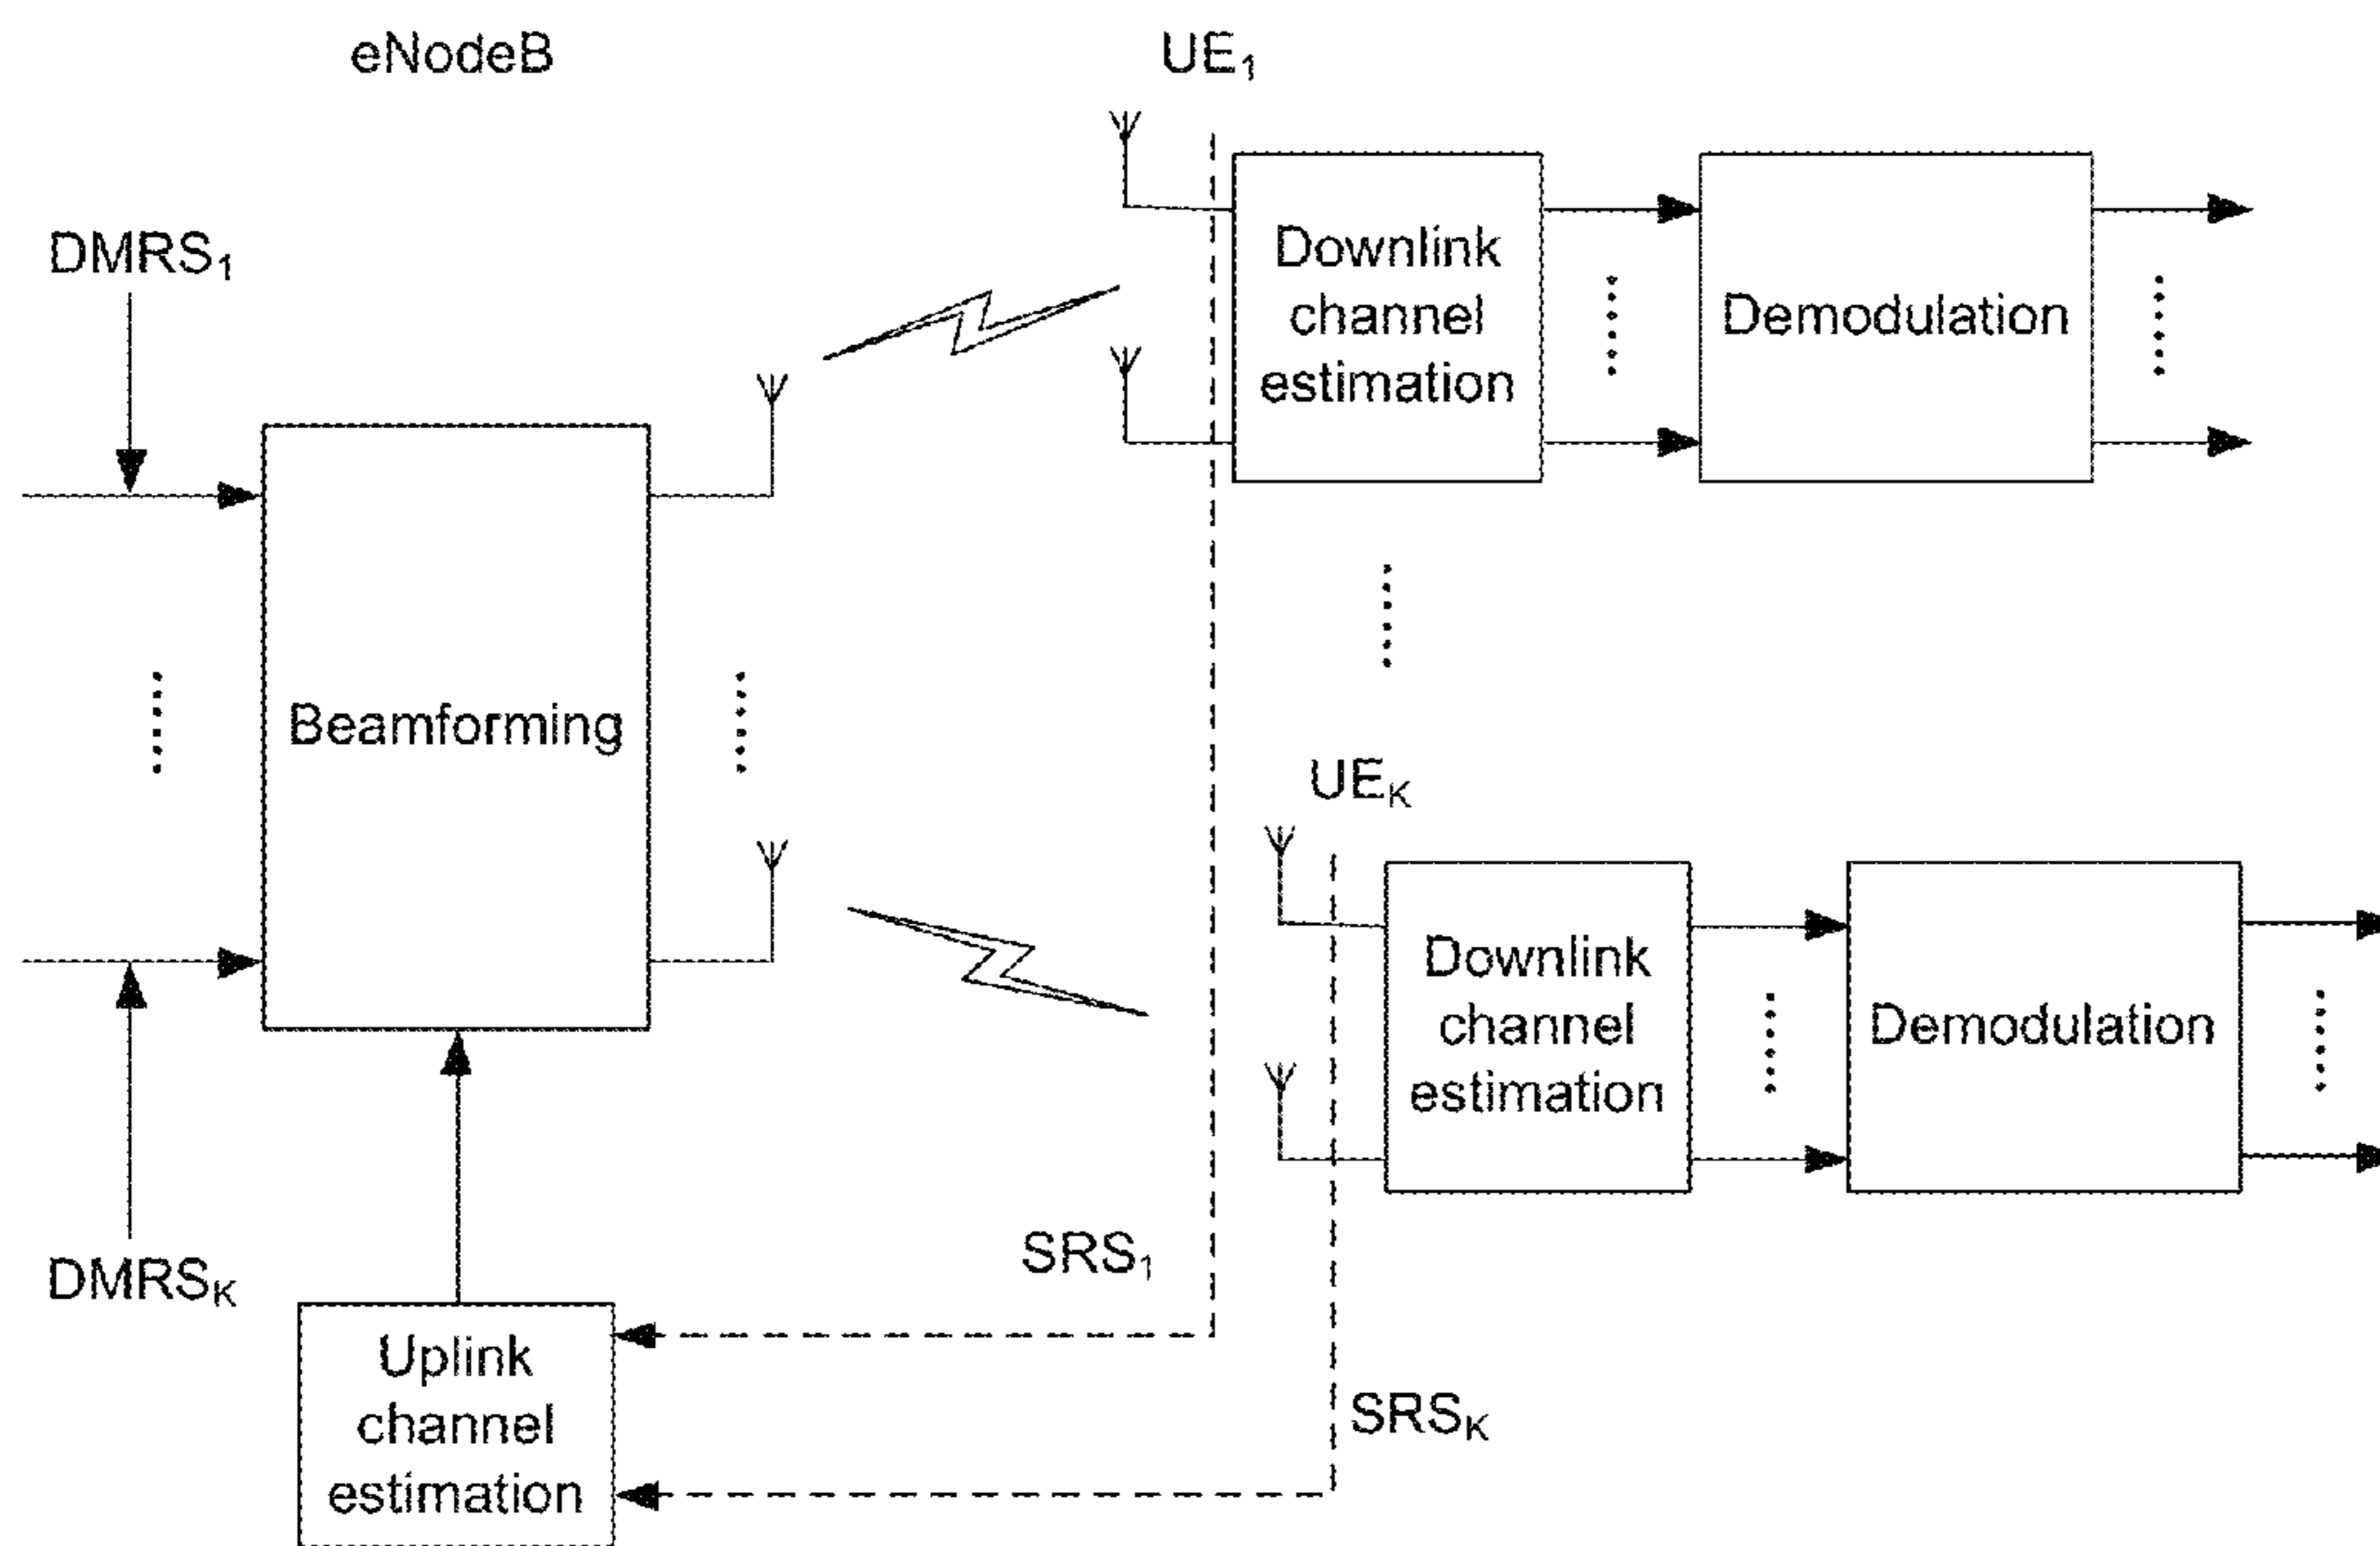 eNodeB
UE₁
DMRS₁
Downlink
channel
estimation
Demodulation
Beamforming
UEₖ
Downlink
channel
estimation
Demodulation
DMRSₖ
SRS₁
Uplink
channel
estimation
SRSₖ